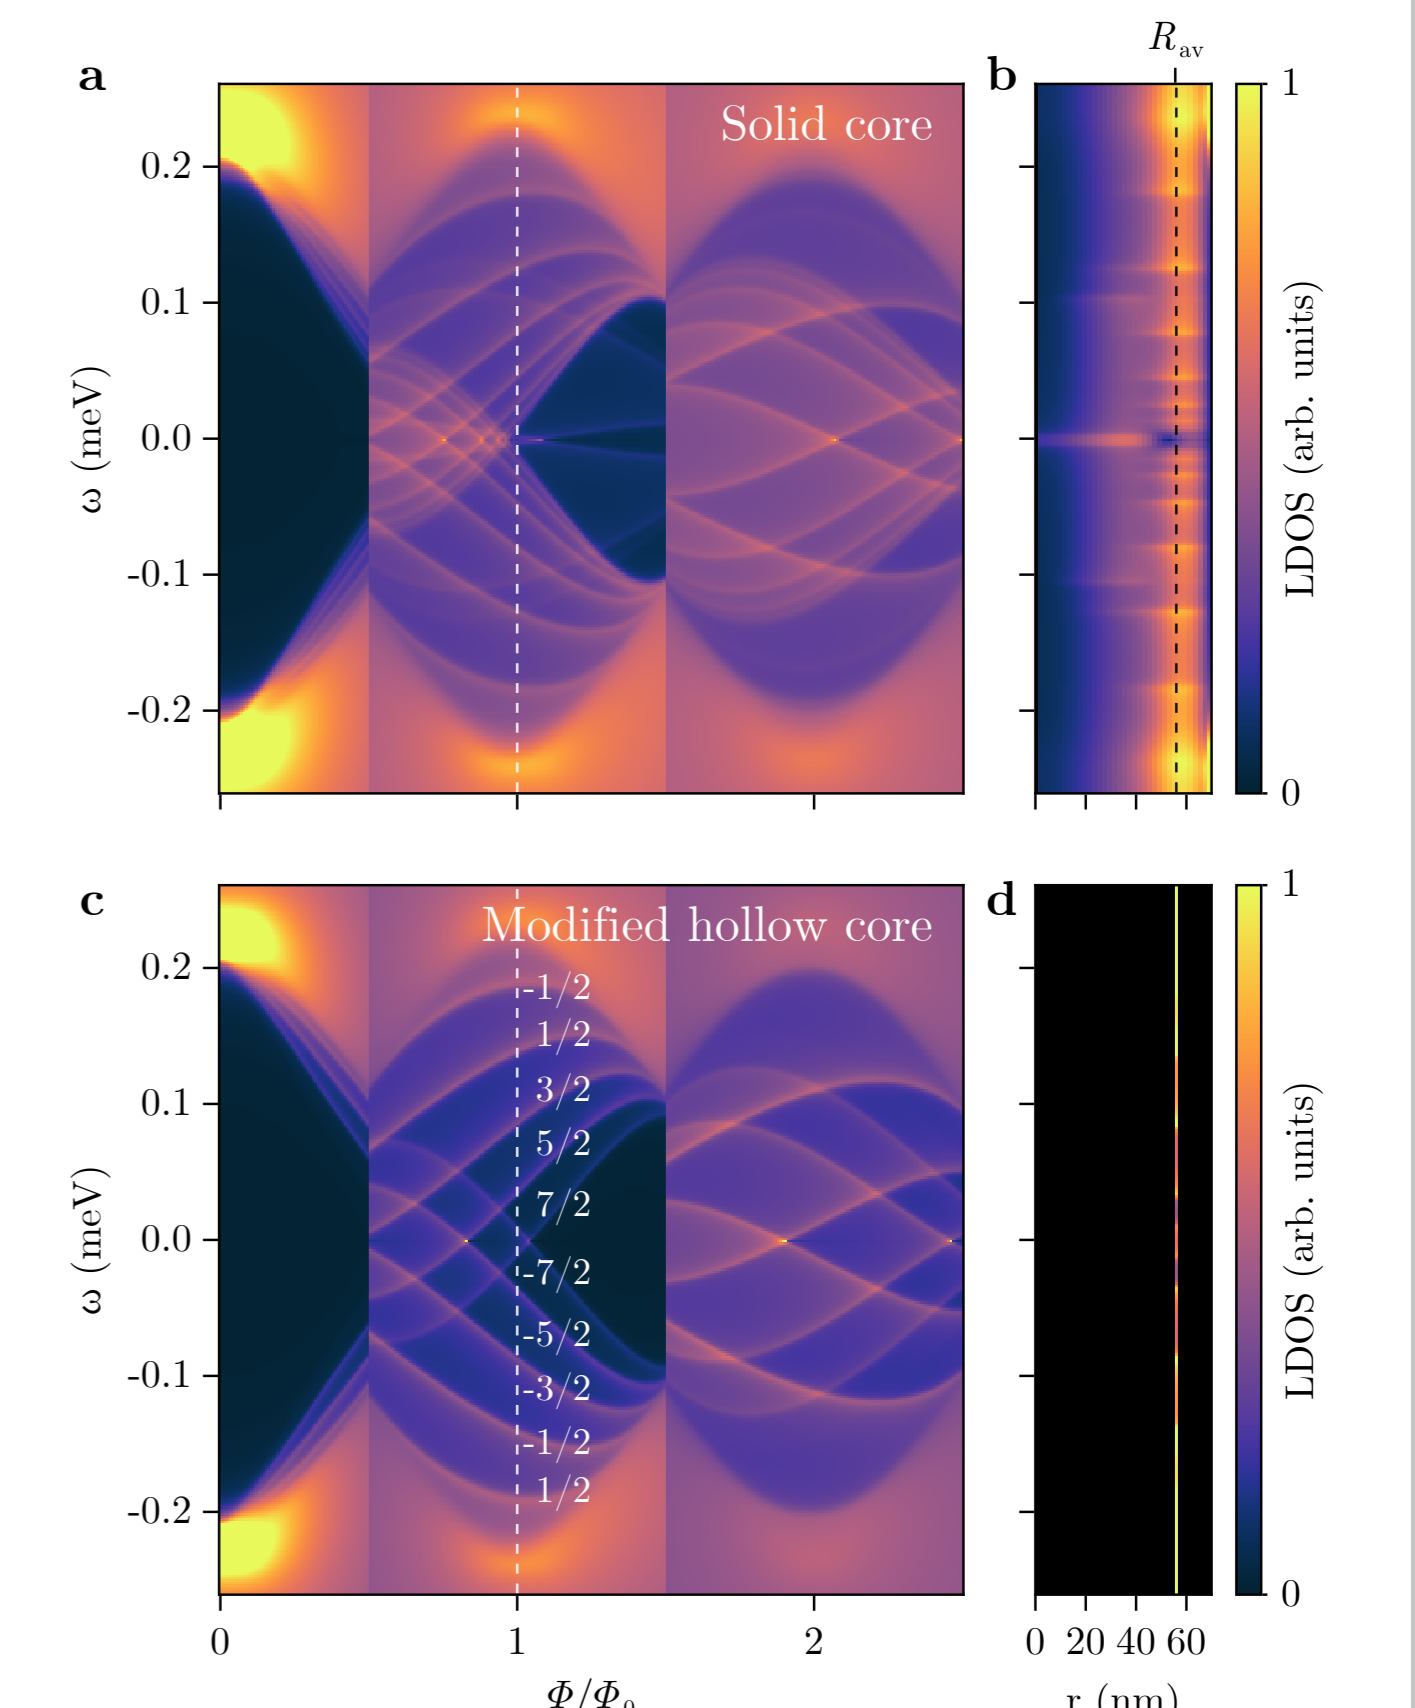 R_av
a
b
Solid core
0.2
0.1
0.0
-0.1
-0.2
ω (meV)
1
0
LDOS (arb. units)
c
d
Modified hollow core
-1/2
1/2
3/2
5/2
7/2
-7/2
-5/2
-3/2
-1/2
1/2
0.2
0.1
0.0
-0.1
-0.2
ω (meV)
1
0
LDOS (arb. units)
0 1 2
0 20 40 60
Φ/Φ₀
r (nm)